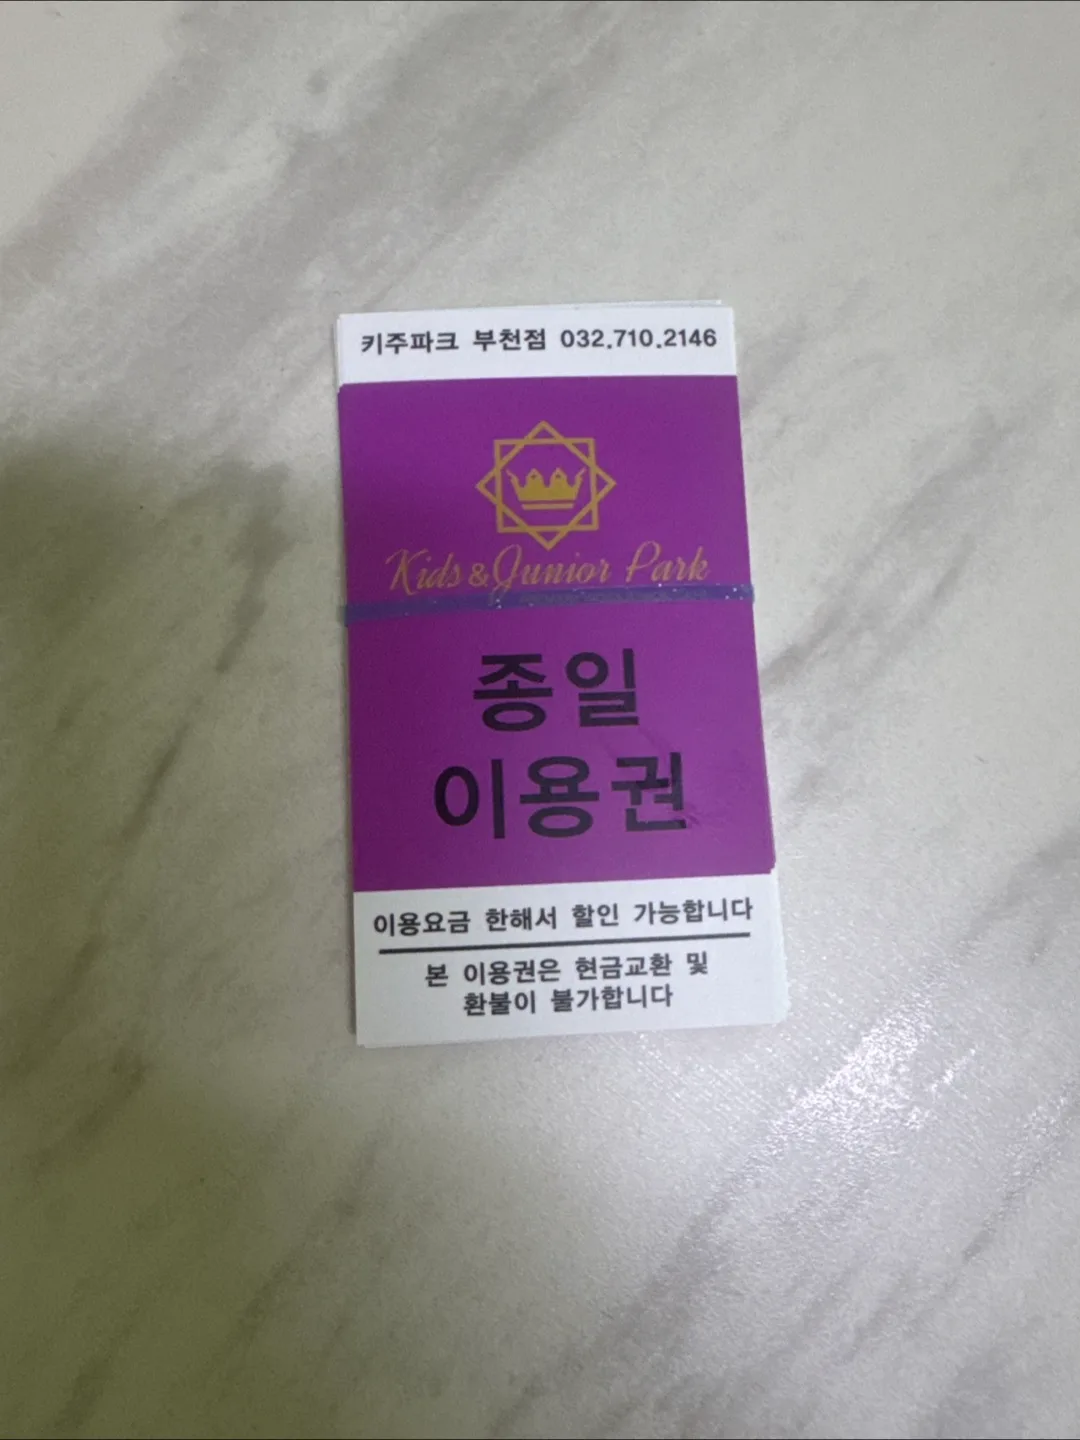 키주파크 부천점 032.710.2146
Kids & Junior Park
종일
이용권
이용요금 한해서 할인 가능합니다
본 이용권은 현금교환 및
환불이 불가합니다